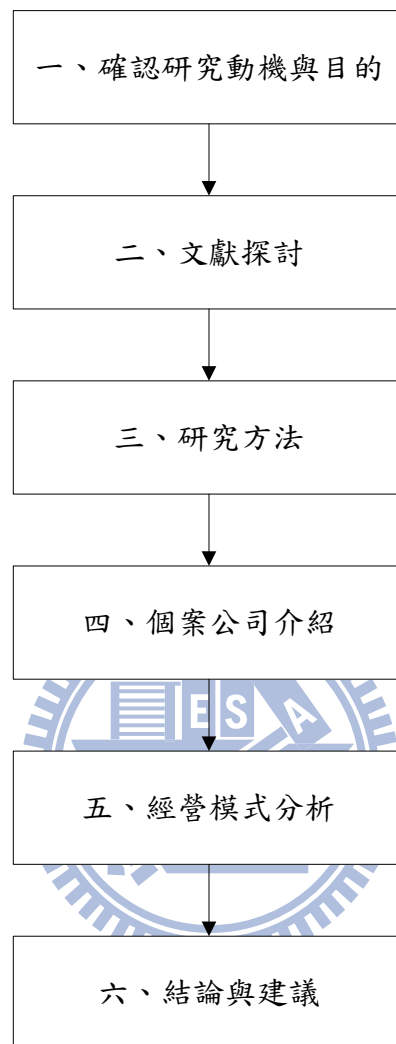 一、確認研究動機與目的
二、文獻探討
三、研究方法
四、個案公司介紹
ESA
五、經營模式分析
六、結論與建議